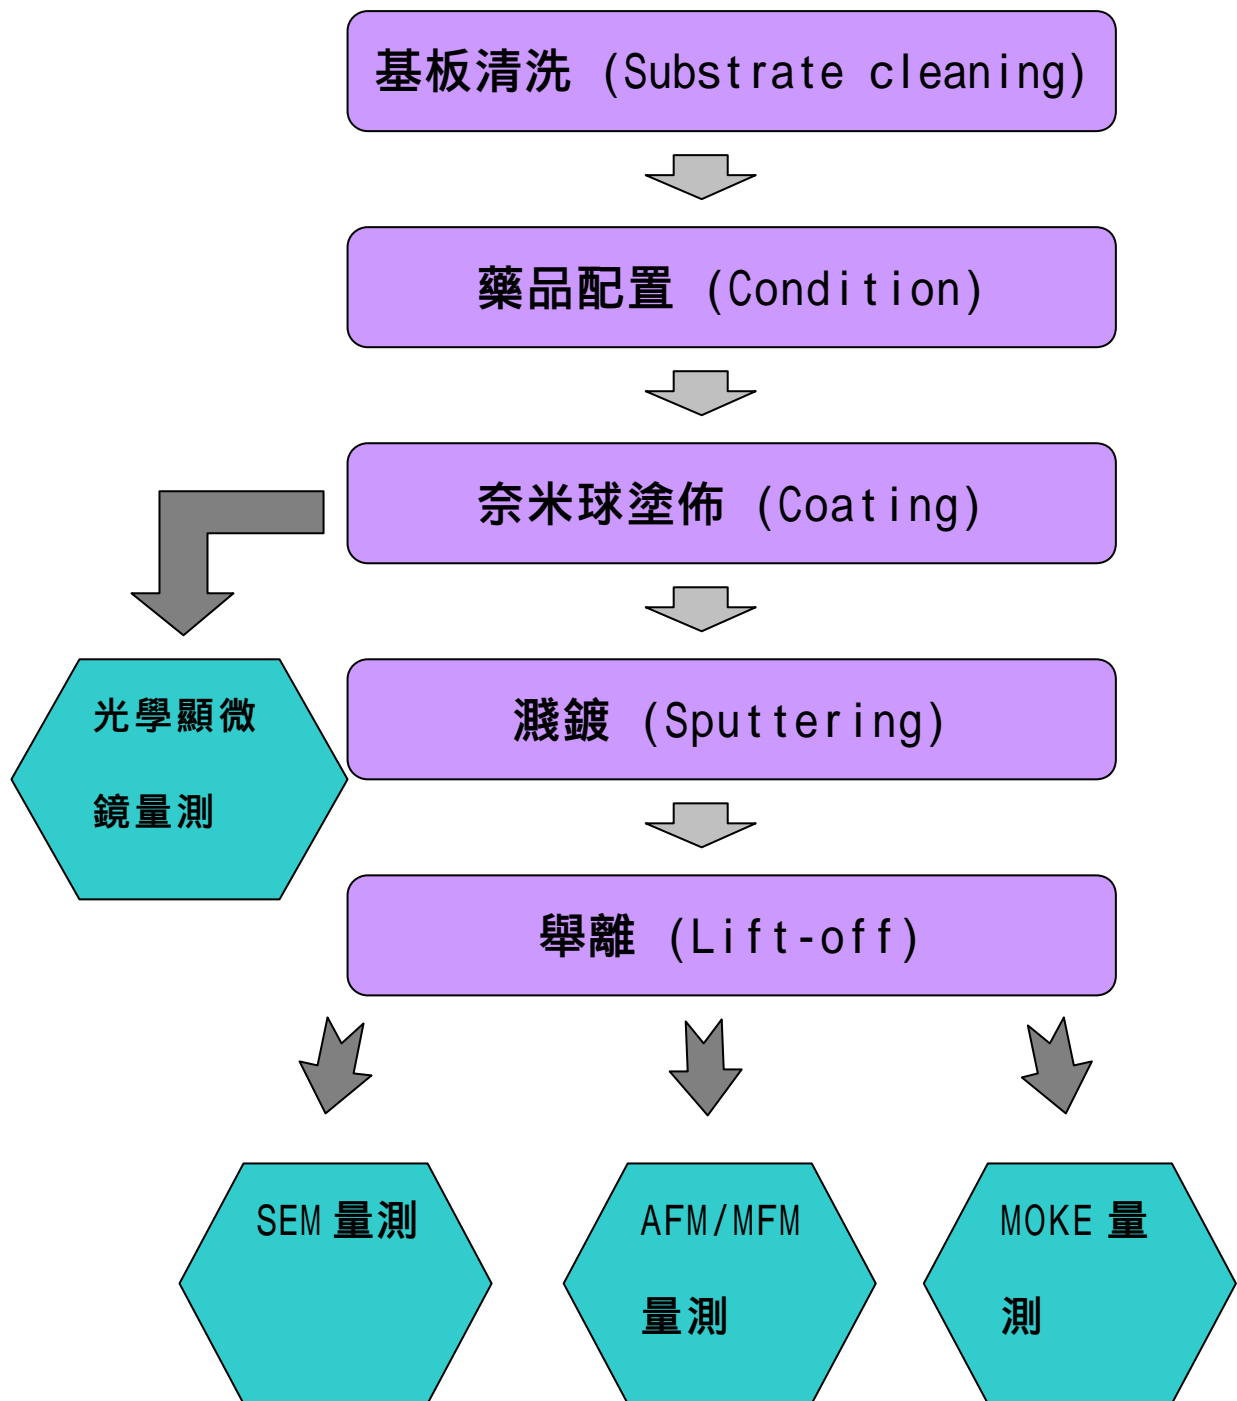 基板清洗 (Substrate cleaning)
藥品配置 (Condition)
奈米球塗佈 (Coating)
光學顯微
鏡量測
濺鍍 (Sputtering)
舉離 (Lift-off)
SEM 量測
AFM/MFM
量測
MOKE 量
測